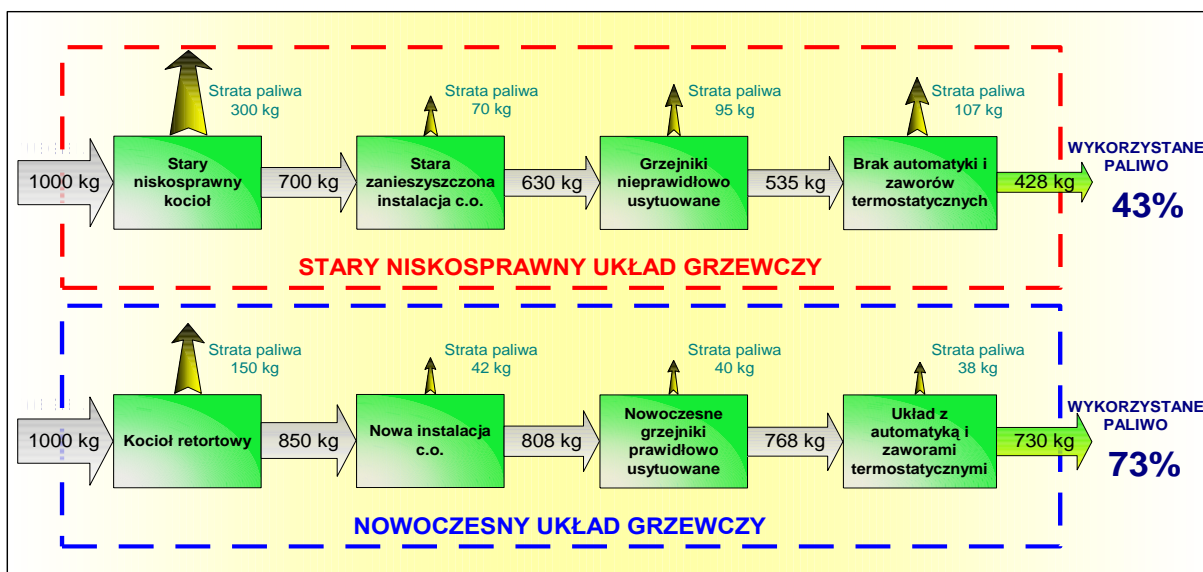 Strata paliwa
300 kg
Strata paliwa
70 kg
Strata paliwa
95 kg
Strata paliwa
107 kg
1000 kg
Stary
niskosprawny
kocioł
700 kg
Stara
zanieszyszczona
instalacja c.o.
630 kg
Grzejniki
nieprawidłowo
usytuowane
535 kg
Brak automatyki i
zaworów
termostatycznych
428 kg
WYKORZYSTANE
PALIWO
43%
STARY NISKOSPRAWNY UKŁAD GRZEWCZY
Strata paliwa
150 kg
Strata paliwa
42 kg
Strata paliwa
40 kg
Strata paliwa
38 kg
1000 kg
Kocioł retortowy
850 kg
Nowa instalacja
c.o.
808 kg
Nowoczesne
grzejniki
prawidłowo
usytuowane
768 kg
Układ z
automatyką i
zaworami
termostatycznymi
730 kg
WYKORZYSTANE
PALIWO
73%
NOWOCZESNY UKŁAD GRZEWCZY